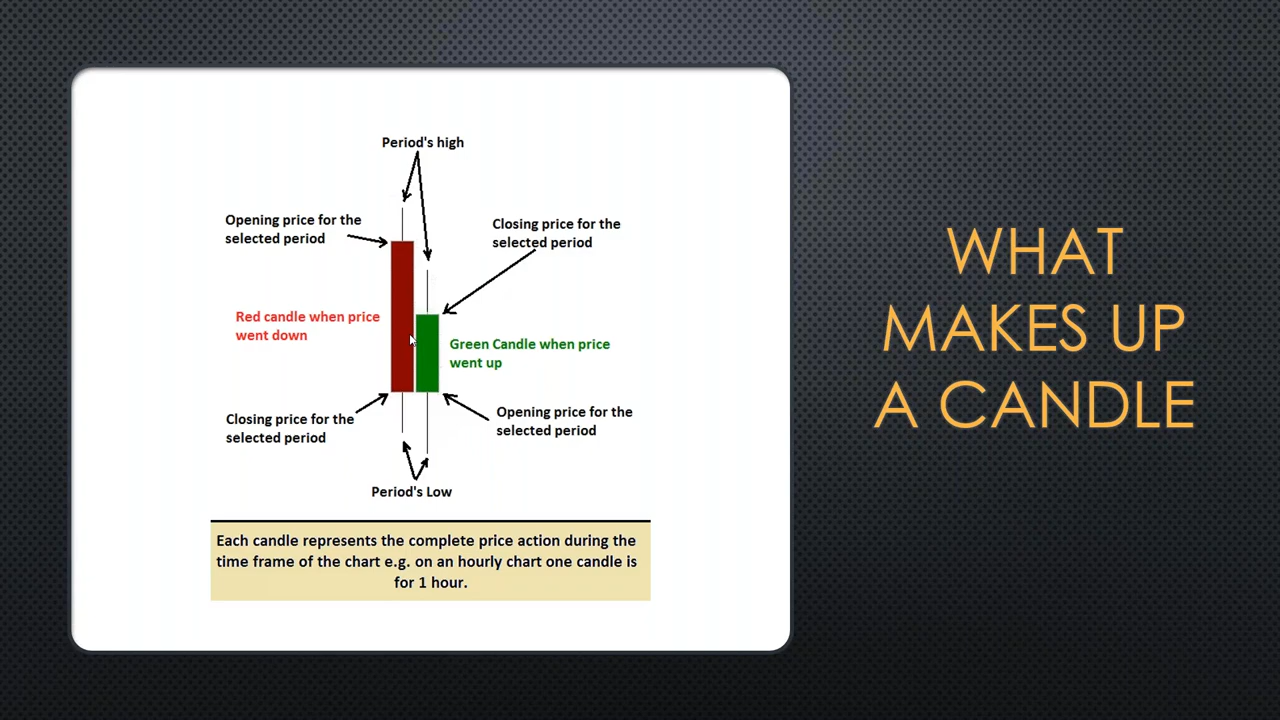 Period's high
Opening price for the
selected period
Closing price for the
selected period
Red candle when price
went down
Green Candle when price
went up
Closing price for the
selected period
Opening price for the
selected period
Period's Low
Each candle represents the complete price action during the
time frame of the chart e.g. on an hourly chart one candle is
for 1 hour.
WHAT
MAKES UP
A CANDLE